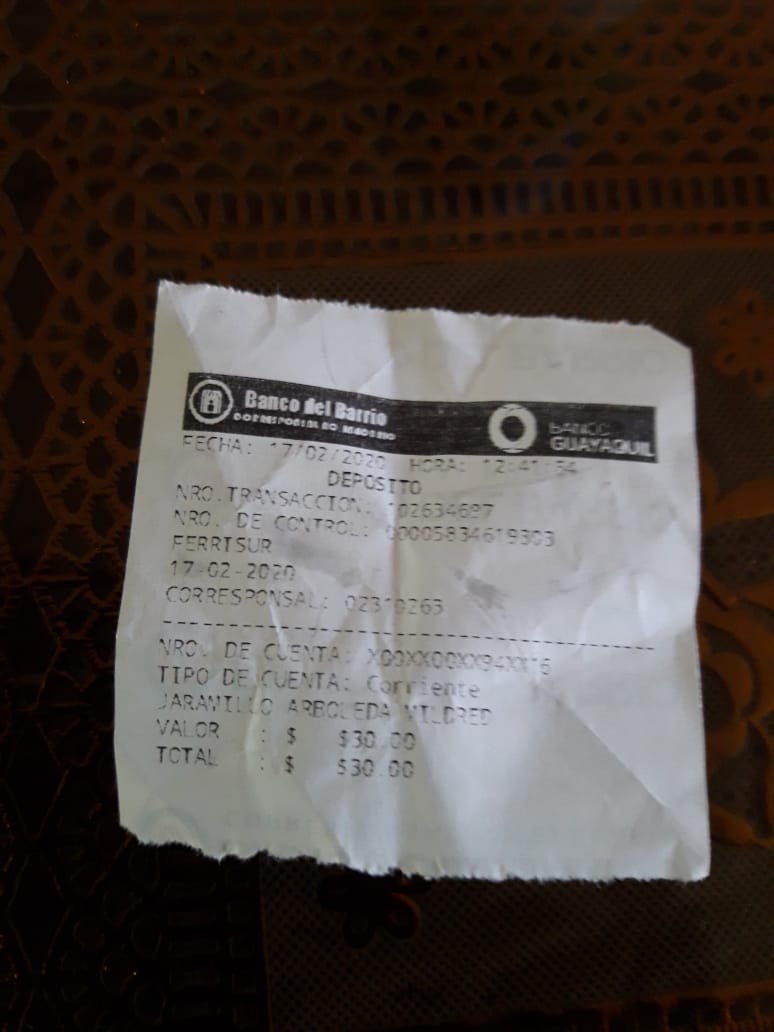 Banco del Barrio
CORRESPONSAL NO BANCARIO
BANCO
GUAYAQUIL
FECHA: 17/02/2020 HORA: 12:41:54
DEPOSITO
NRO.TRANSACCION: 102634697
NRO. DE CONTROL: 00005834619303
FERRISUR
17-02-2020
CORRESPONSAL: 02310263
NRO. DE CUENTA:
TIPO DE CUENTA: Corriente
JARAMILLO ARBOLEDA MILDRED
VALOR : $ $30.00
TOTAL : $ $30.00